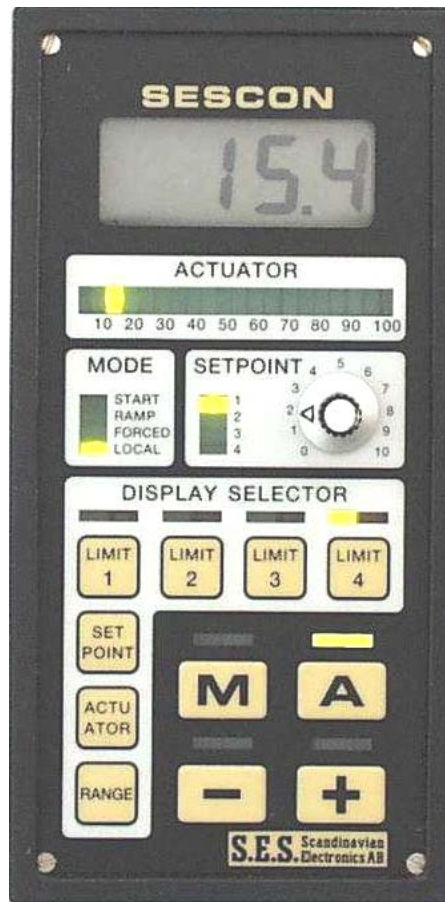 SESCON
15.4
ACTUATOR
10 20 30 40 50 60 70 80 90 100
MODE
START
RAMP
FORCED
LOCAL
SETPOINT
1
2
3
4
0 1 2 3 4 5 6 7 8 9 10
DISPLAY SELECTOR
LIMIT 1
LIMIT 2
LIMIT 3
LIMIT 4
SET
POINT
M A
ACTU
ATOR
RANGE
- +
S.E.S. Scandinavian
Electronics AB